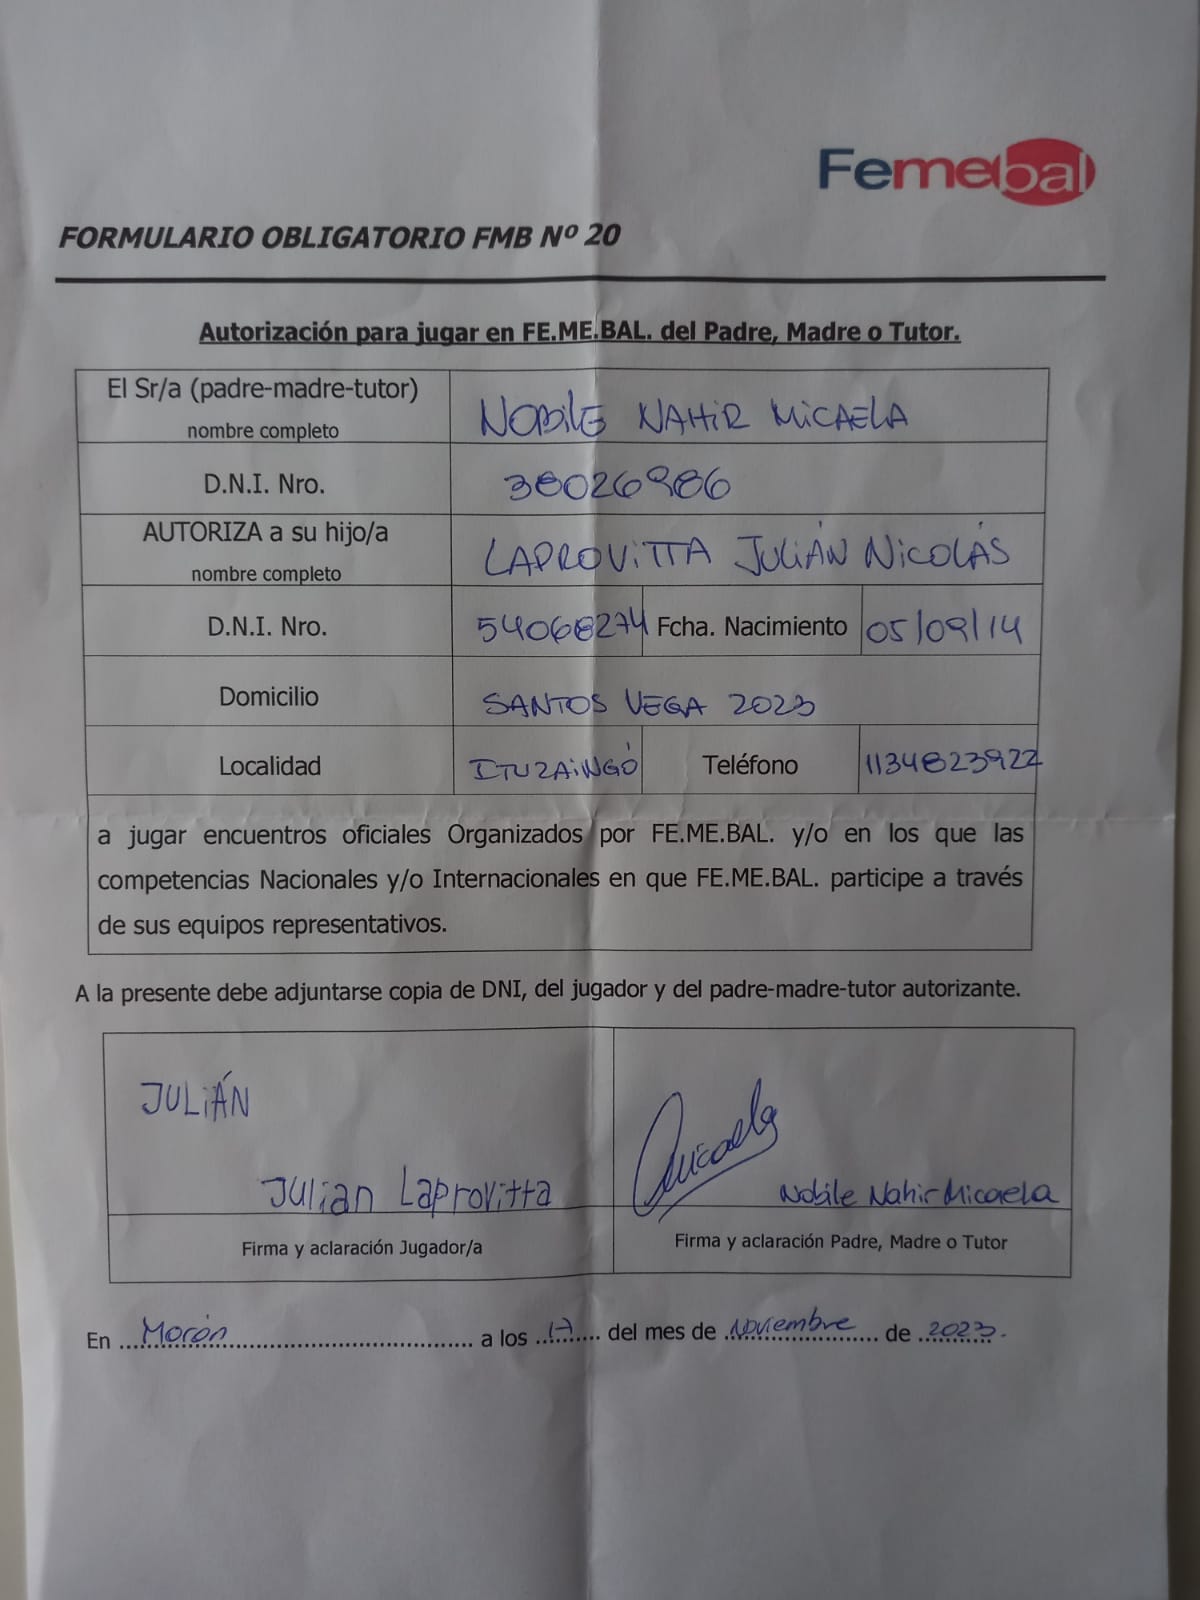 Femebal
FORMULARIO OBLIGATORIO FMB Nº 20
Autorización para jugar en FE.ME.BAL. del Padre, Madre o Tutor.
El Sr/a (padre-madre-tutor) NOBILE NAHIR MICAELA
nombre completo
D.N.I. Nro. 38026986
AUTORIZA a su hijo/a LAPROVITTA JULIÁN NICOLÁS
nombre completo
D.N.I. Nro. 54068274 Fcha. Nacimiento 05/09/14
Domicilio SANTOS VEGA 2023
Localidad ITUZAINGÓ Teléfono 1134823922
a jugar encuentros oficiales Organizados por FE.ME.BAL. y/o en los que las
competencias Nacionales y/o Internacionales en que FE.ME.BAL. participe a través
de sus equipos representativos.
A la presente debe adjuntarse copia de DNI, del jugador y del padre-madre-tutor autorizante.
JULIÁN Micaela
Julian Laprovitta Nobile Nahir Micaela
Firma y aclaración Jugador/a Firma y aclaración Padre, Madre o Tutor
En Morón a los 17 del mes de Noviembre de 2023.